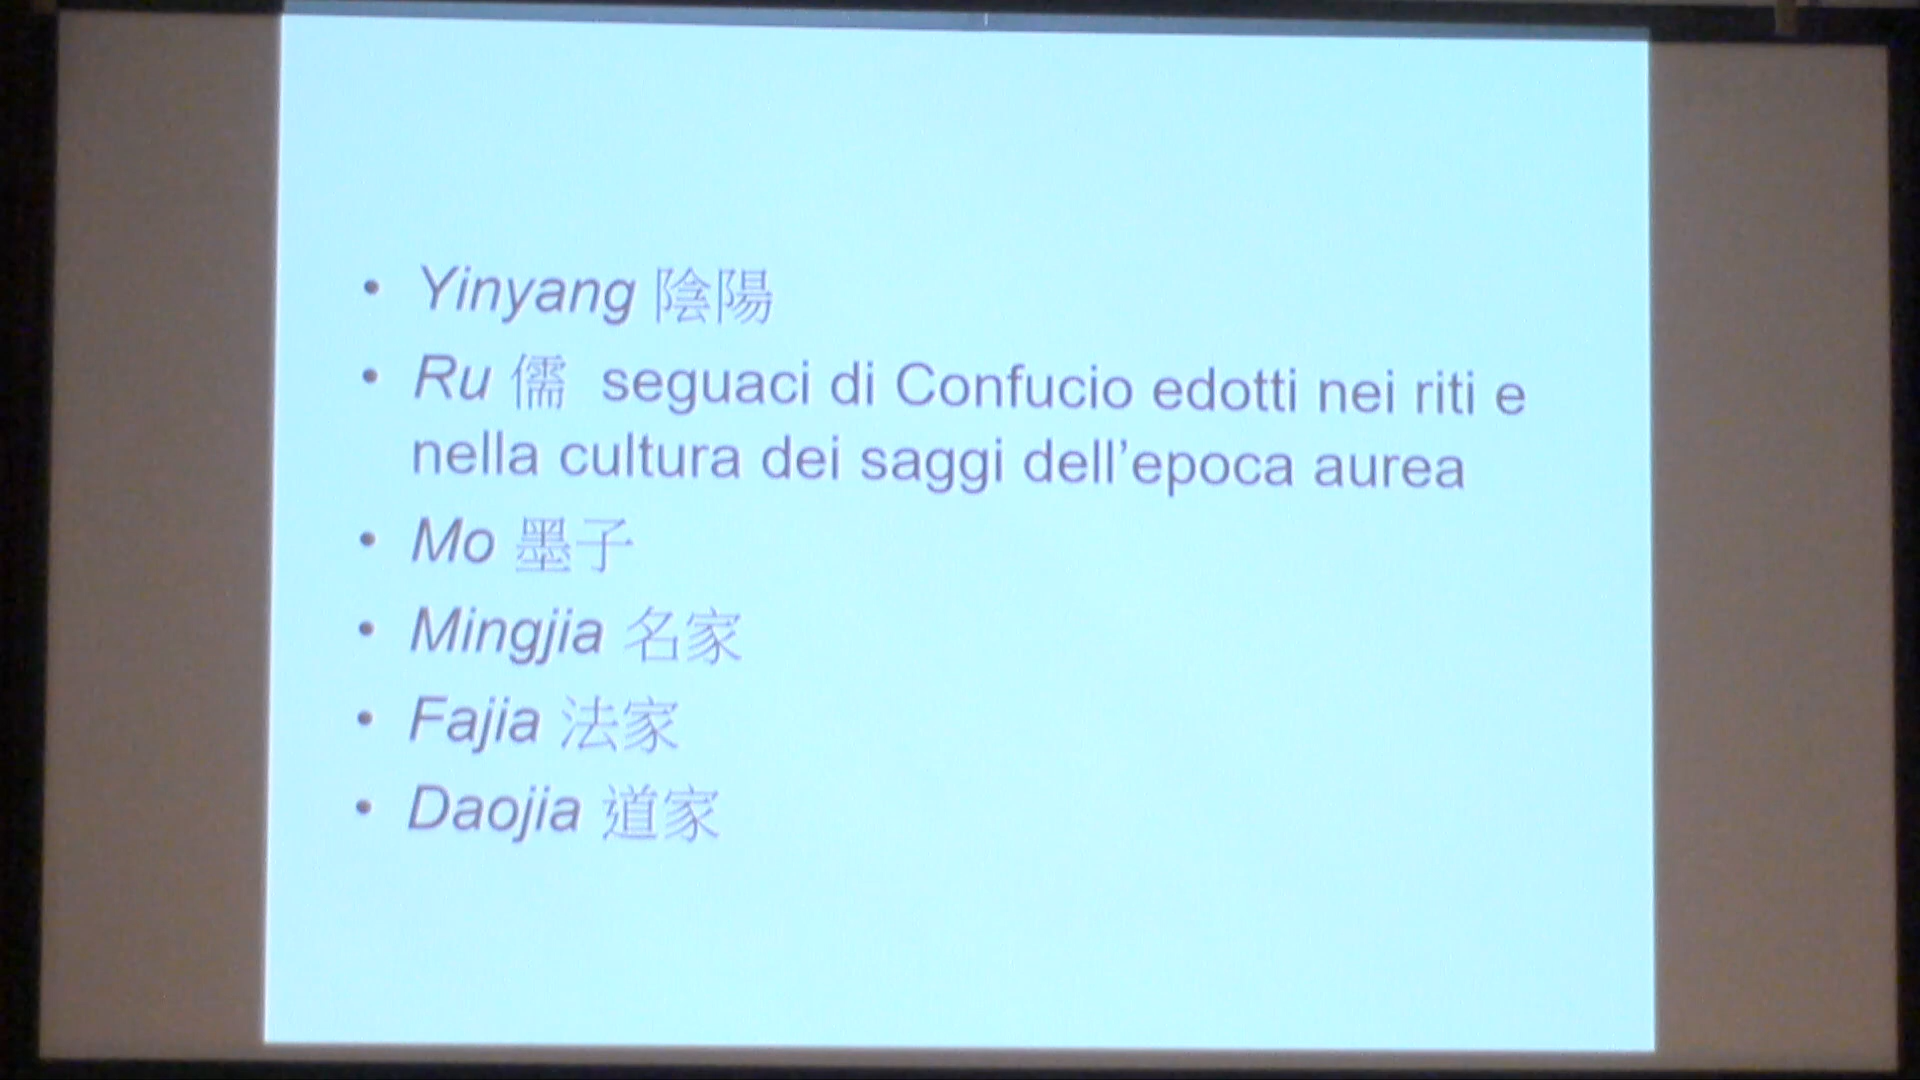 • Yinyang 陰陽
• Ru 儒 seguaci di Confucio edotti nei riti e
nella cultura dei saggi dell’epoca aurea
• Mo 墨子
• Mingjia 名家
• Fajia 法家
• Daojia 道家